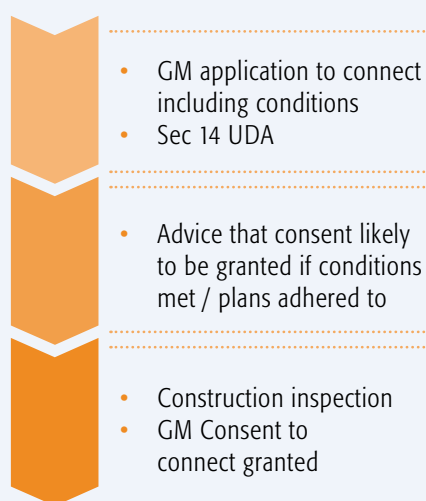 • GM application to connect
including conditions
• Sec 14 UDA
• Advice that consent likely
to be granted if conditions
met / plans adhered to
• Construction inspection
• GM Consent to
connect granted